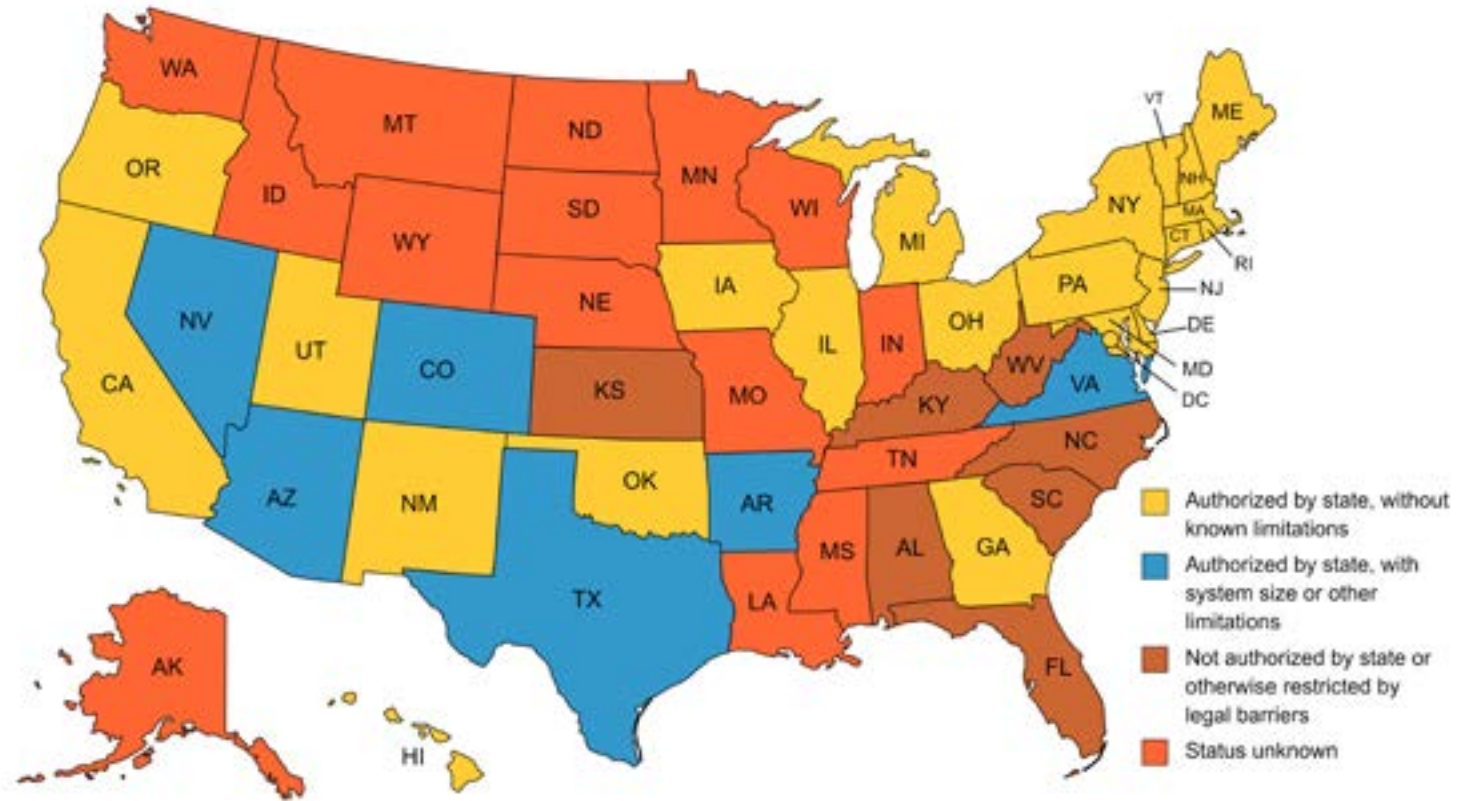 WA
MT
ND
MN
VT
ME
OR
ID
SD
WI
NH
NY
MA
WY
MI
CT
RI
IA
PA
NJ
NE
NV
OH
DE
UT
IL
IN
CO
WV
MD
CA
KS
MO
VA
DC
KY
NC
TN
OK
AZ
NM
AR
SC
MS
AL
GA
TX
LA
AK
FL
HI
Authorized by state, without
known limitations
Authorized by state, with
system size or other
limitations
Not authorized by state or
otherwise restricted by
legal barriers
Status unknown